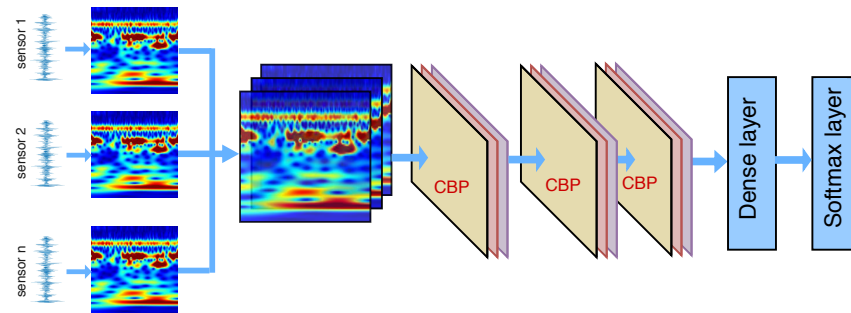 sensor 1
sensor 2
sensor n
CBP
CBP
CBP
Dense layer
Softmax layer